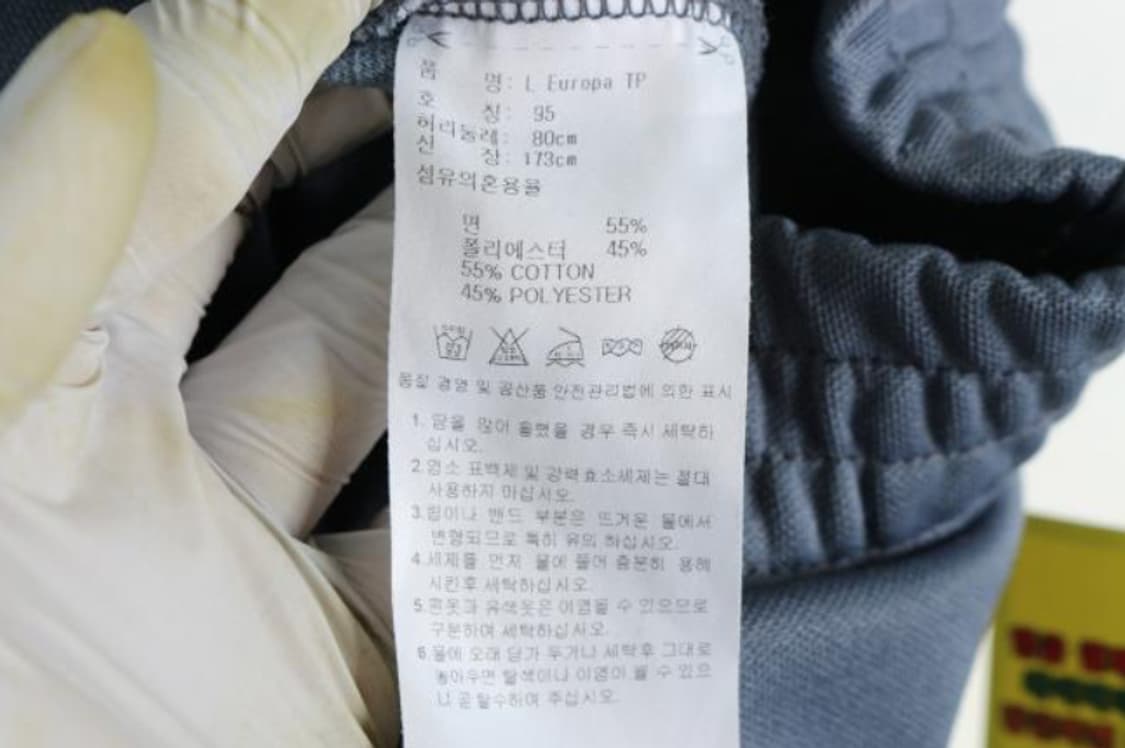 품 명: L Europa TP
호 칭: 95
허리둘레: 80cm
신 장: 173cm
섬유의혼용율
면 55%
폴리에스터 45%
55% COTTON
45% POLYESTER
품질 경영 및 공산품 안전관리법에 의한 표시
1. 땀을 많이 흘렸을 경우 즉시 세탁하
십시오.
2.염소 표백제 및 강력효소세제는 절대
사용하지 마십시오.
3.립이나 밴드 부분은 뜨거운 물에서
변형되므로 특히 유의 하십시오.
4.세제를 먼저 물에 풀어 충분히 용해
시킨후 세탁하십시오.
5.흰옷과 유색옷은 이염될 수 있으므로
구분하여 세탁하십시오.
6.물에 오래 담가 두거나 세탁후 그대로
놓아두면 탈색이나 이염이 될 수 있으
니 곧 탈수하여 주십시오.